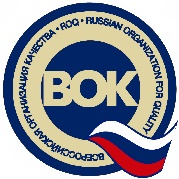 ВСЕРОССИЙСКАЯ ОРГАНИЗАЦИЯ КАЧЕСТВА • ROQ • RUSSIAN ORGANIZATION FOR QUALITY •
ВОК